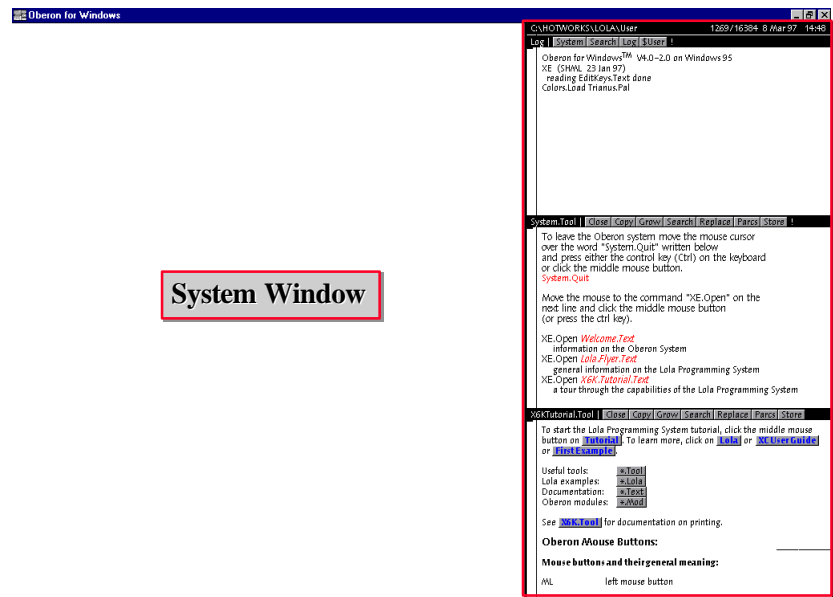 Oberon for Windows
C:\HOTWORKS\LOLA\User 1269/16384 8 Mar 97 14:48
Log | System Search Log $User !
Oberon for Windows™ V4.0-2.0 on Windows 95
XE (SHML 23 Jan 97)
reading EditKeys.Text done
Colors.Load Trianus.Pal
System.Tool | Close Copy Grow Search Replace Parcs Store !
To leave the Oberon system move the mouse cursor
over the word "System.Quit" written below
and press either the control key (Ctrl) on the keyboard
or click the middle mouse button.
System.Quit
System Window
Move the mouse to the command "XE.Open" on the
next line and click the middle mouse button
(or press the ctrl key).
XE.Open Welcome.Text
information on the Oberon System
XE.Open Lola.Flyer.Text
general information on the Lola Programming System
XE.Open X6K.Tutorial.Text
a tour through the capabilities of the Lola Programming System
X6KTutorial.Tool | Close Copy Grow Search Replace Parcs Store
To start the Lola Programming System tutorial, click the middle mouse
button on Tutorial. To learn more, click on Lola or XC User Guide
or First Example.
Useful tools: *.Tool
Lola examples: *.Lola
Documentation: *.Text
Oberon modules: *.Mod
See X6K.Tool for documentation on printing.
Oberon Mouse Buttons:
Mouse buttons and their general meaning:
ML left mouse button